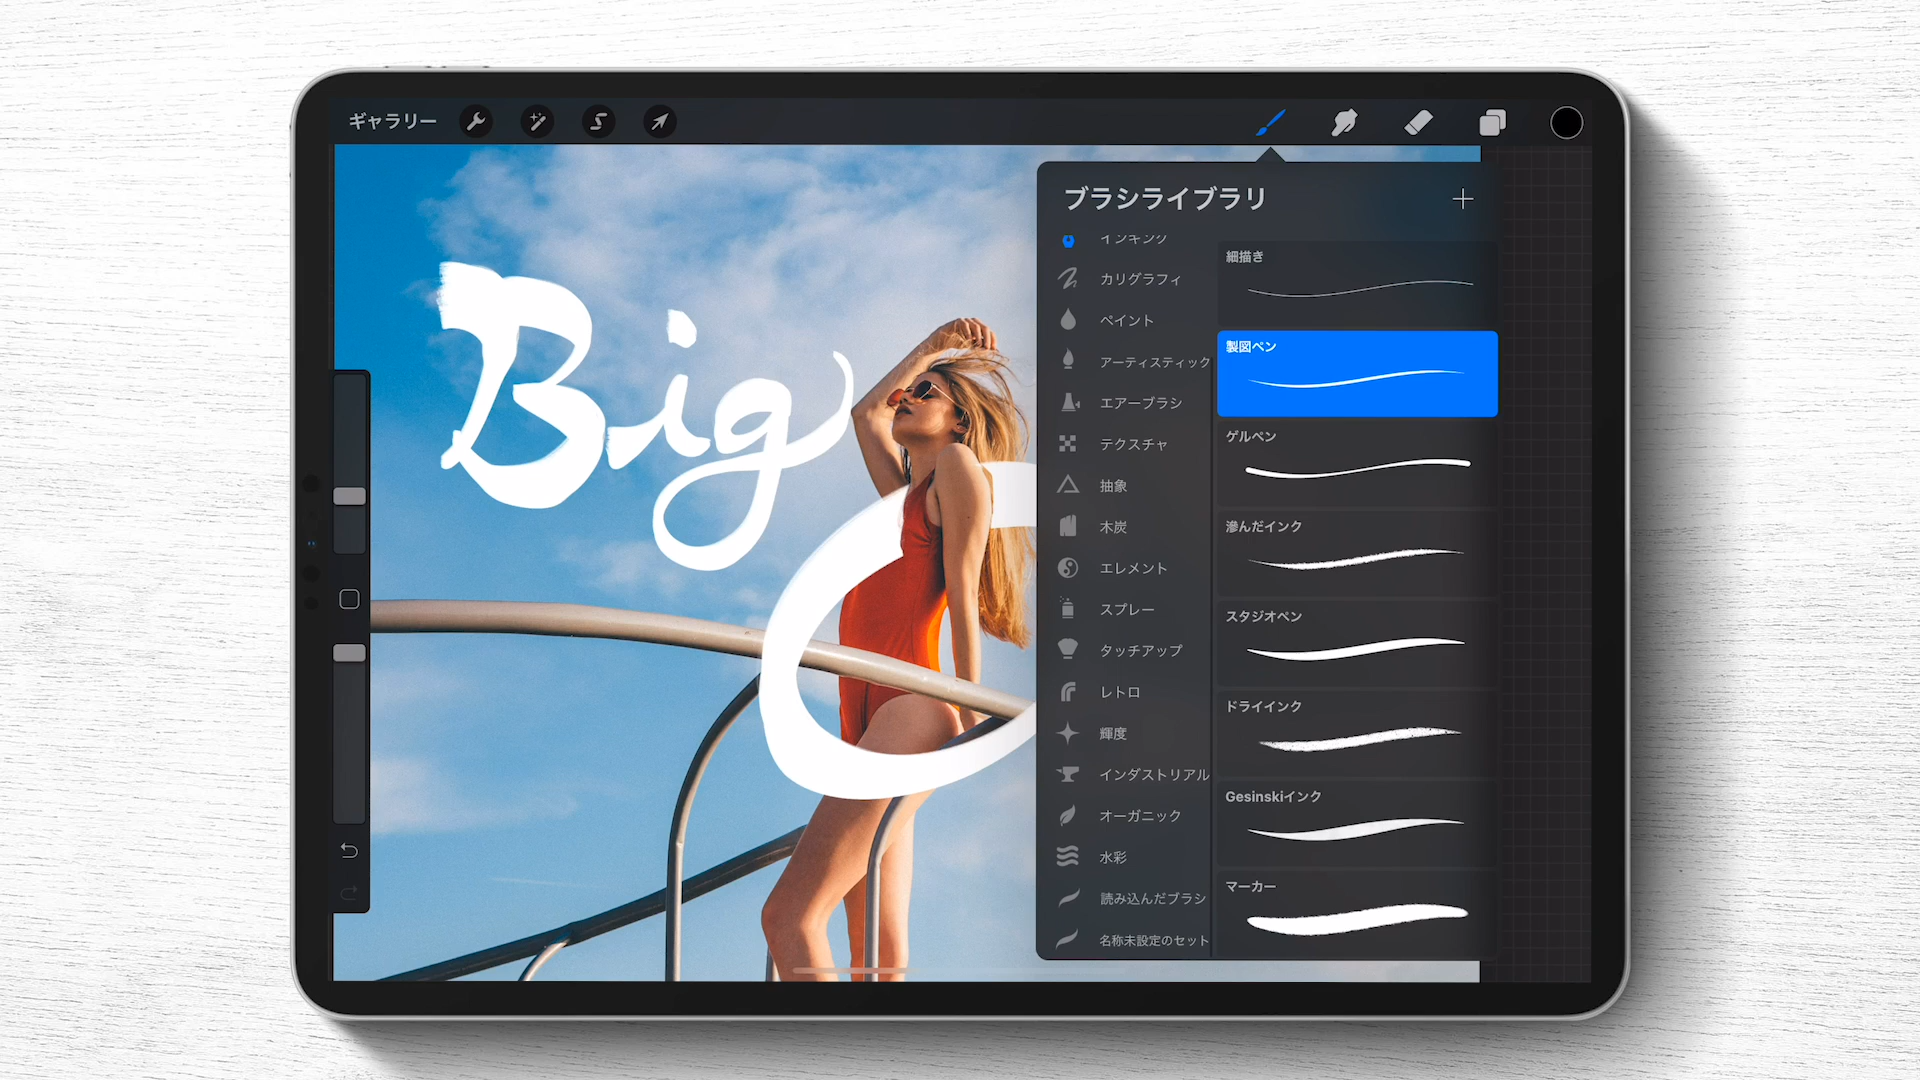 ギャラリー
Big
ブラシライブラリ
インキング
カリグラフィ
ペイント
アーティスティック
エアーブラシ
テクスチャ
抽象
木炭
エレメント
スプレー
タッチアップ
レトロ
輝度
インダストリアル
オーガニック
水彩
読み込んだブラシ
名称未設定のセット
細描き
製図ペン
ゲルペン
滲んだインク
スタジオペン
ドライインク
Gesinskiインク
マーカー